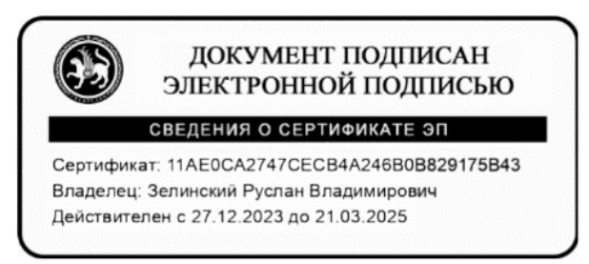 ДОКУМЕНТ ПОДПИСАН
ЭЛЕКТРОННОЙ ПОДПИСЬЮ
СВЕДЕНИЯ О СЕРТИФИКАТЕ ЭП
Сертификат: 11AE0CA2747CECB4A246B0B829175B43
Владелец: Зелинский Руслан Владимирович
Действителен с 27.12.2023 до 21.03.2025